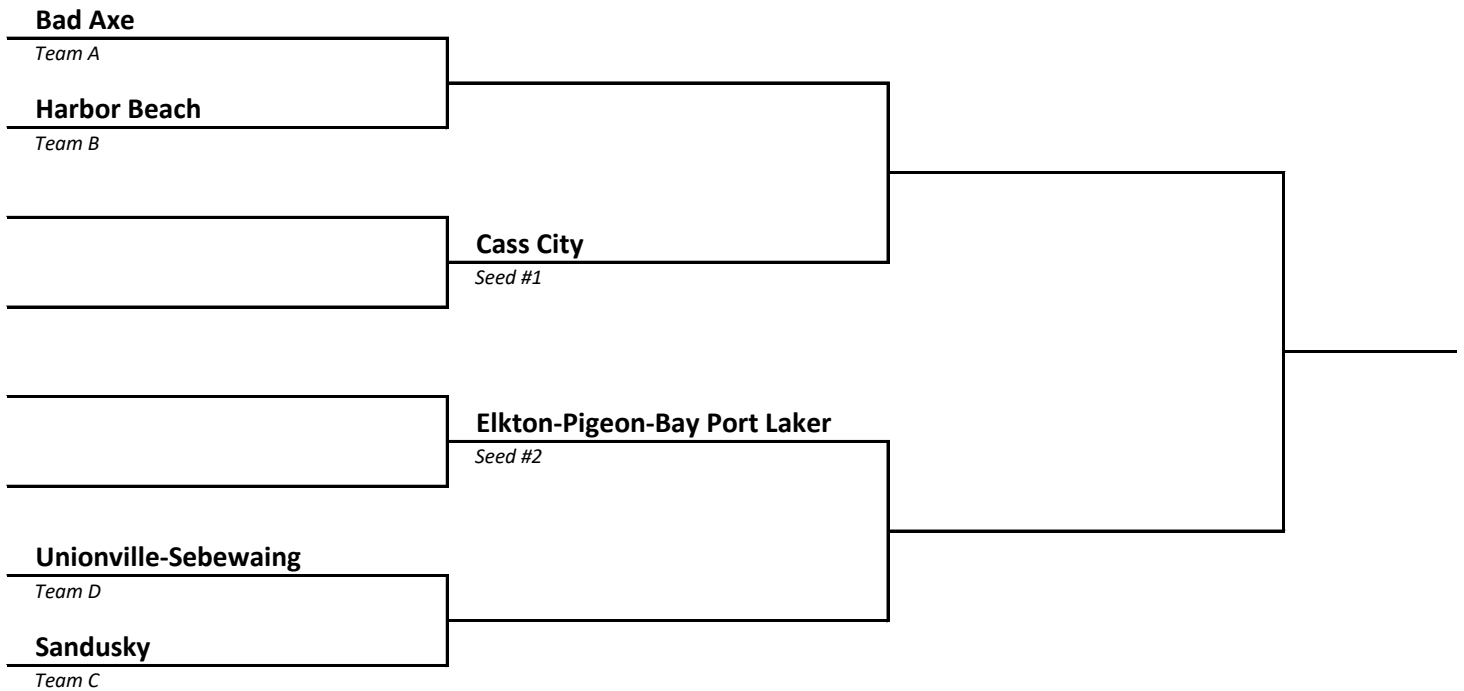 Bad Axe
Team A
Harbor Beach
Team B
Cass City
Seed #1
Elkton-Pigeon-Bay Port Laker
Seed #2
Unionville-Sebewaing
Team D
Sandusky
Team C